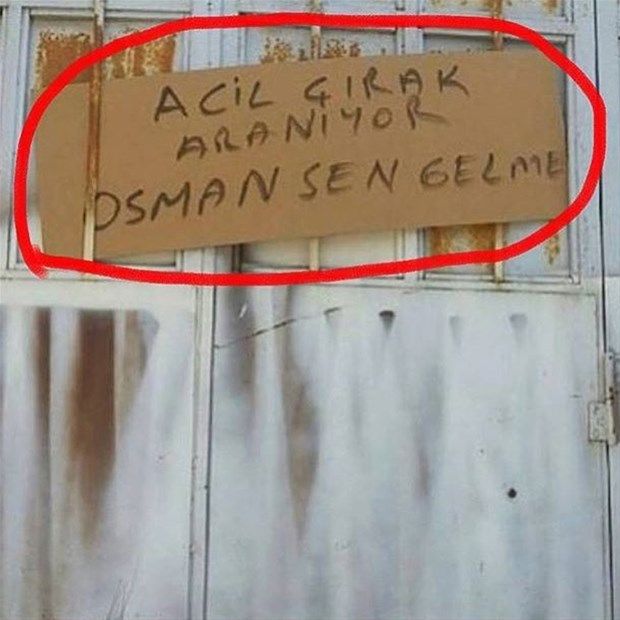 ACİL ÇIRAK
ARANIYOR
OSMAN SEN GELME